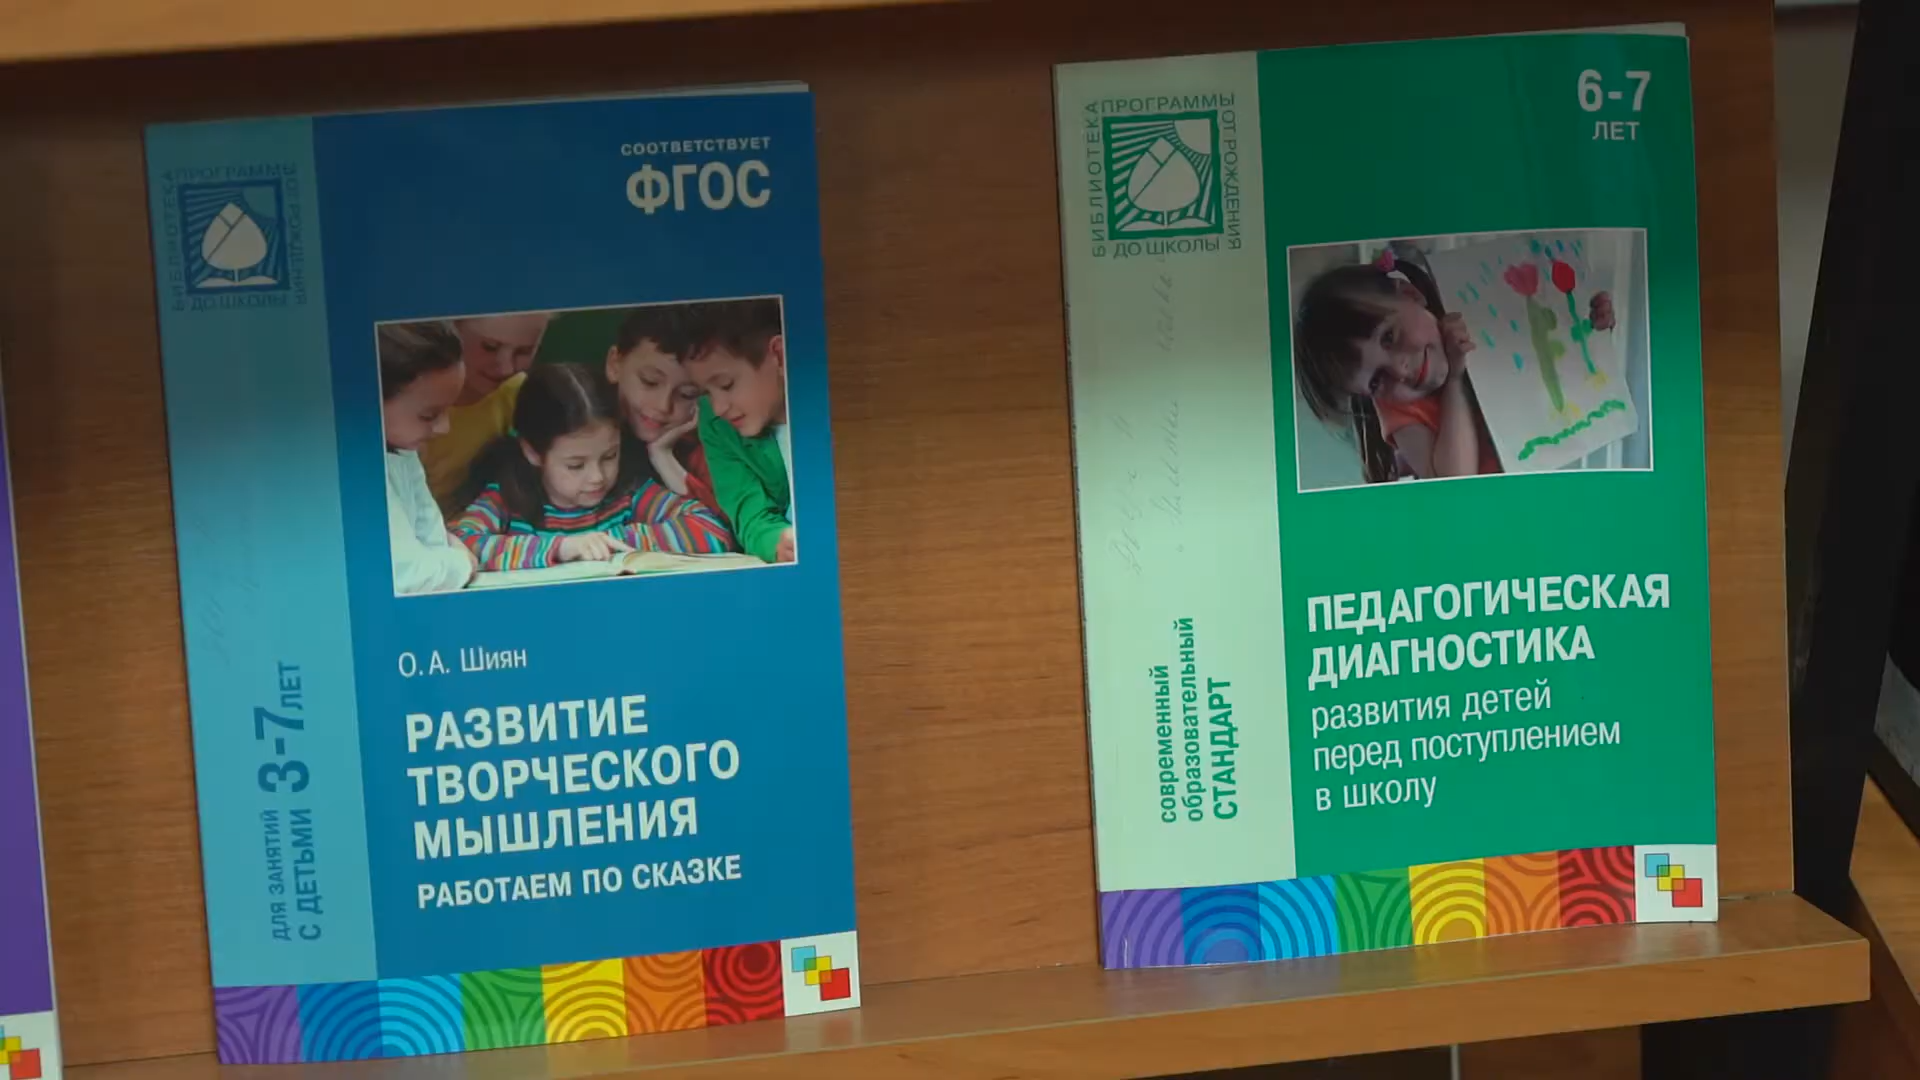 БИБЛИОТЕКА
ПРОГРАММЫ
ОТ РОЖДЕНИЯ
ДО ШКОЛЫ
СООТВЕТСТВУЕТ
ФГОС
О. А. Шиян
РАЗВИТИЕ
ТВОРЧЕСКОГО
МЫШЛЕНИЯ
РАБОТАЕМ ПО СКАЗКЕ
ДЛЯ ЗАНЯТИЙ
С ДЕТЬМИ 3-7 ЛЕТ
БИБЛИОТЕКА
ПРОГРАММЫ
ОТ РОЖДЕНИЯ
ДО ШКОЛЫ
6-7
ЛЕТ
ПЕДАГОГИЧЕСКАЯ
ДИАГНОСТИКА
развития детей
перед поступлением
в школу
современный
образовательный
СТАНДАРТ